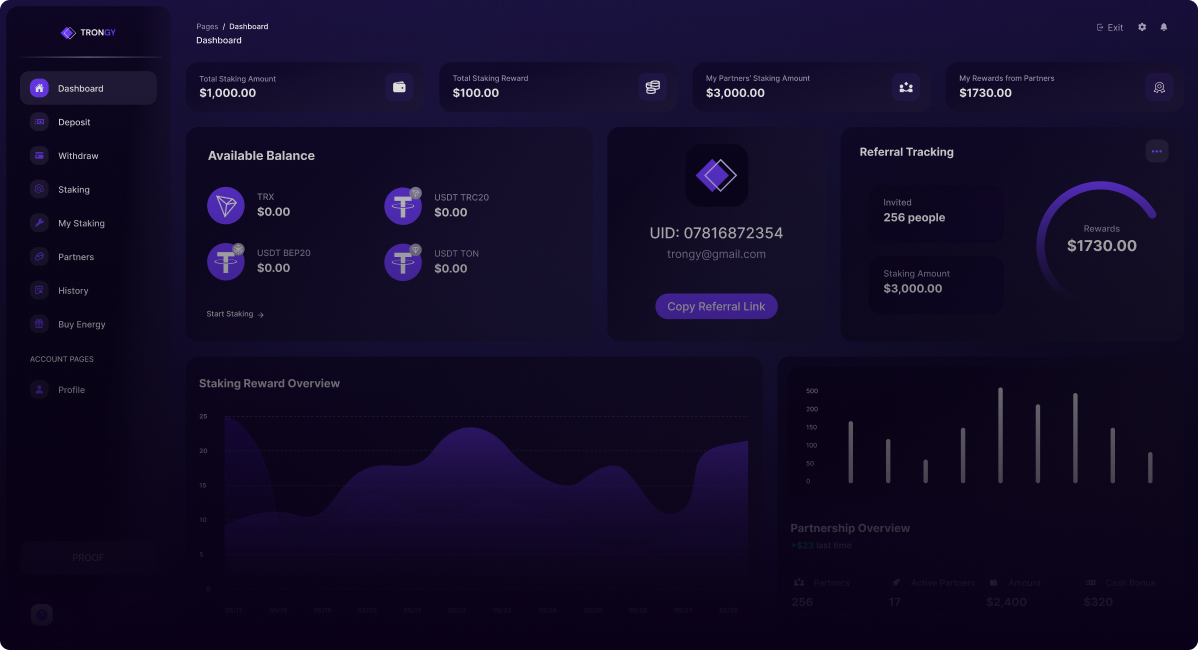 TRONGY
Pages / Dashboard
Dashboard
Exit
Dashboard
Deposit
Withdraw
Staking
My Staking
Partners
History
Buy Energy
ACCOUNT PAGES
Profile
PROOF
Total Staking Amount
$1,000.00
Total Staking Reward
$100.00
My Partners' Staking Amount
$3,000.00
My Rewards from Partners
$1730.00
Available Balance
TRX
$0.00
USDT TRC20
$0.00
USDT BEP20
$0.00
USDT TON
$0.00
Start Staking →
UID: 07816872354
trongy@gmail.com
Copy Referral Link
Referral Tracking
Invited
256 people
Staking Amount
$3,000.00
Rewards
$1730.00
Staking Reward Overview
25
20
15
10
5
0
500
200
150
100
50
0
Partnership Overview
+$23 last time
Partners
256
Active Partners
17
Amount
$2,400
Cash Bonus
$320